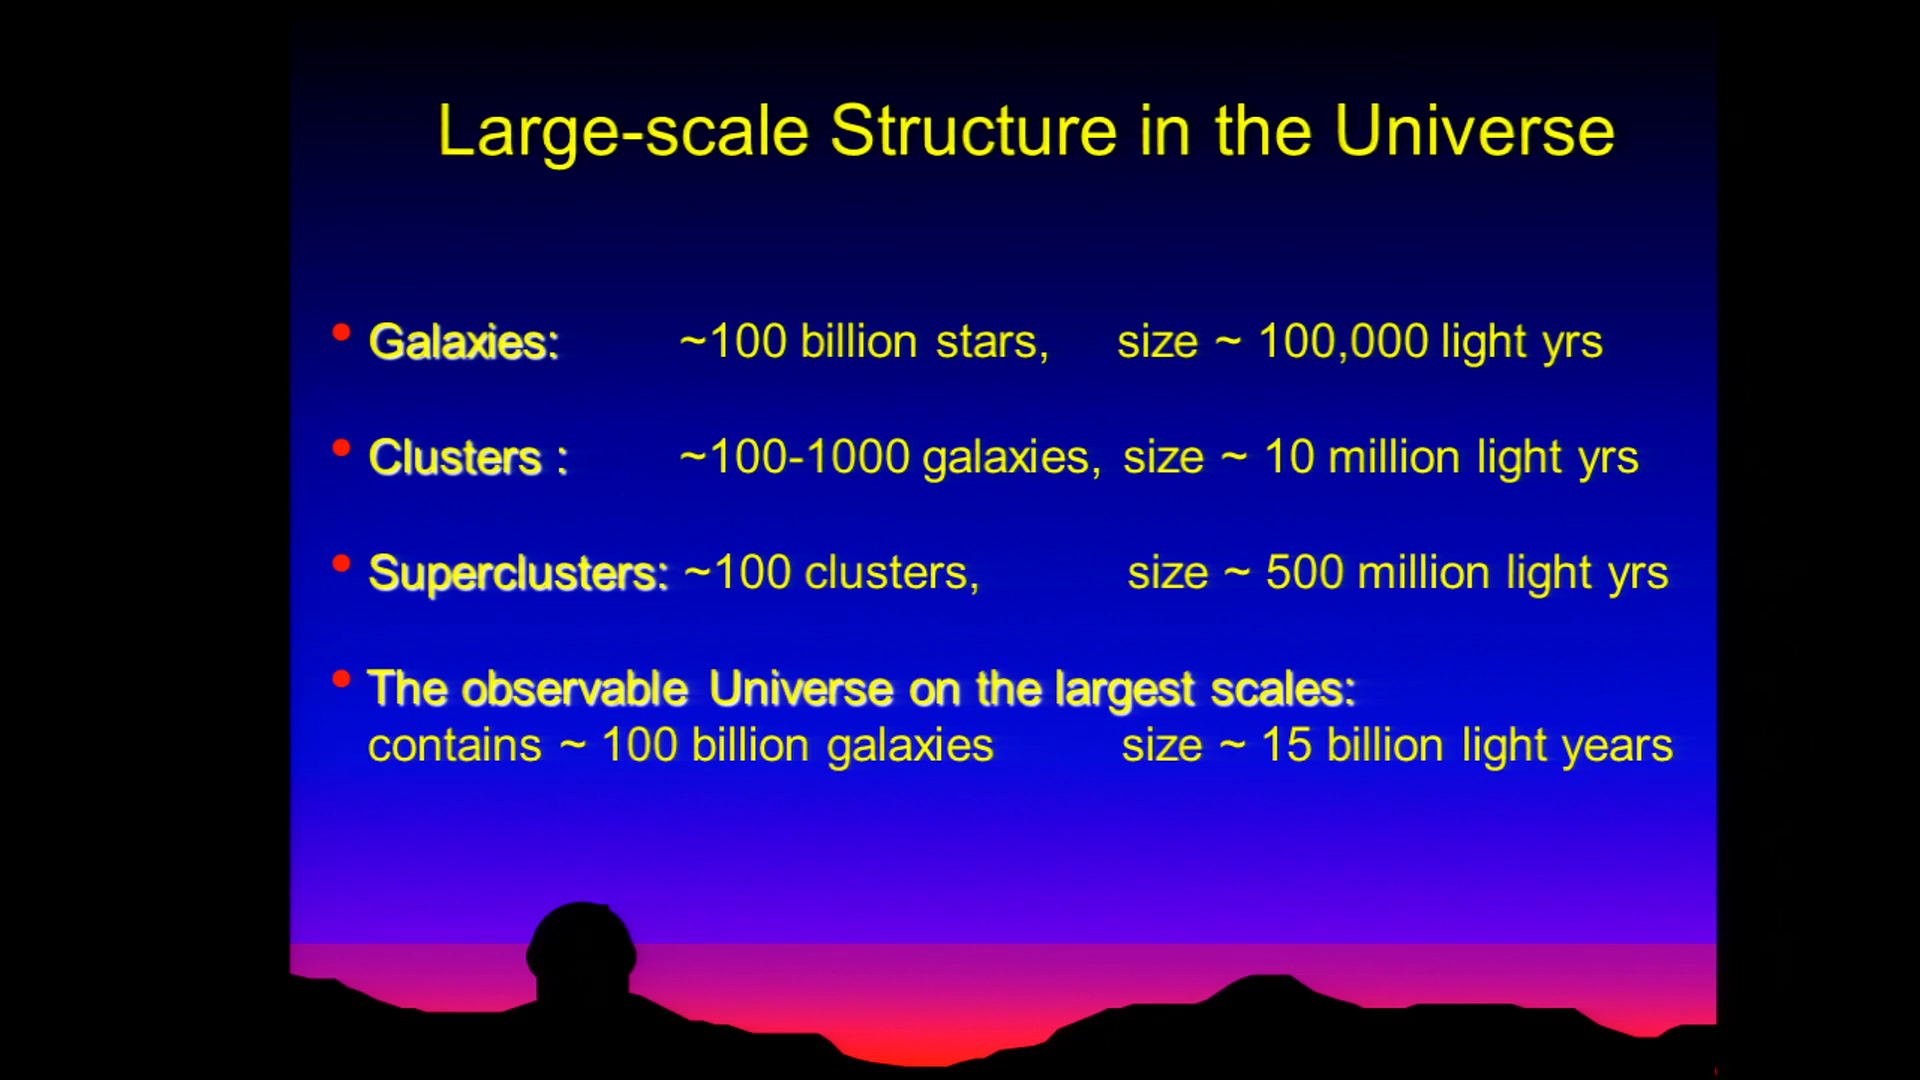 Large-scale Structure in the Universe
• Galaxies: ~100 billion stars, size ~ 100,000 light yrs
• Clusters : ~100-1000 galaxies, size ~ 10 million light yrs
• Superclusters: ~100 clusters, size ~ 500 million light yrs
• The observable Universe on the largest scales:
contains ~ 100 billion galaxies size ~ 15 billion light years